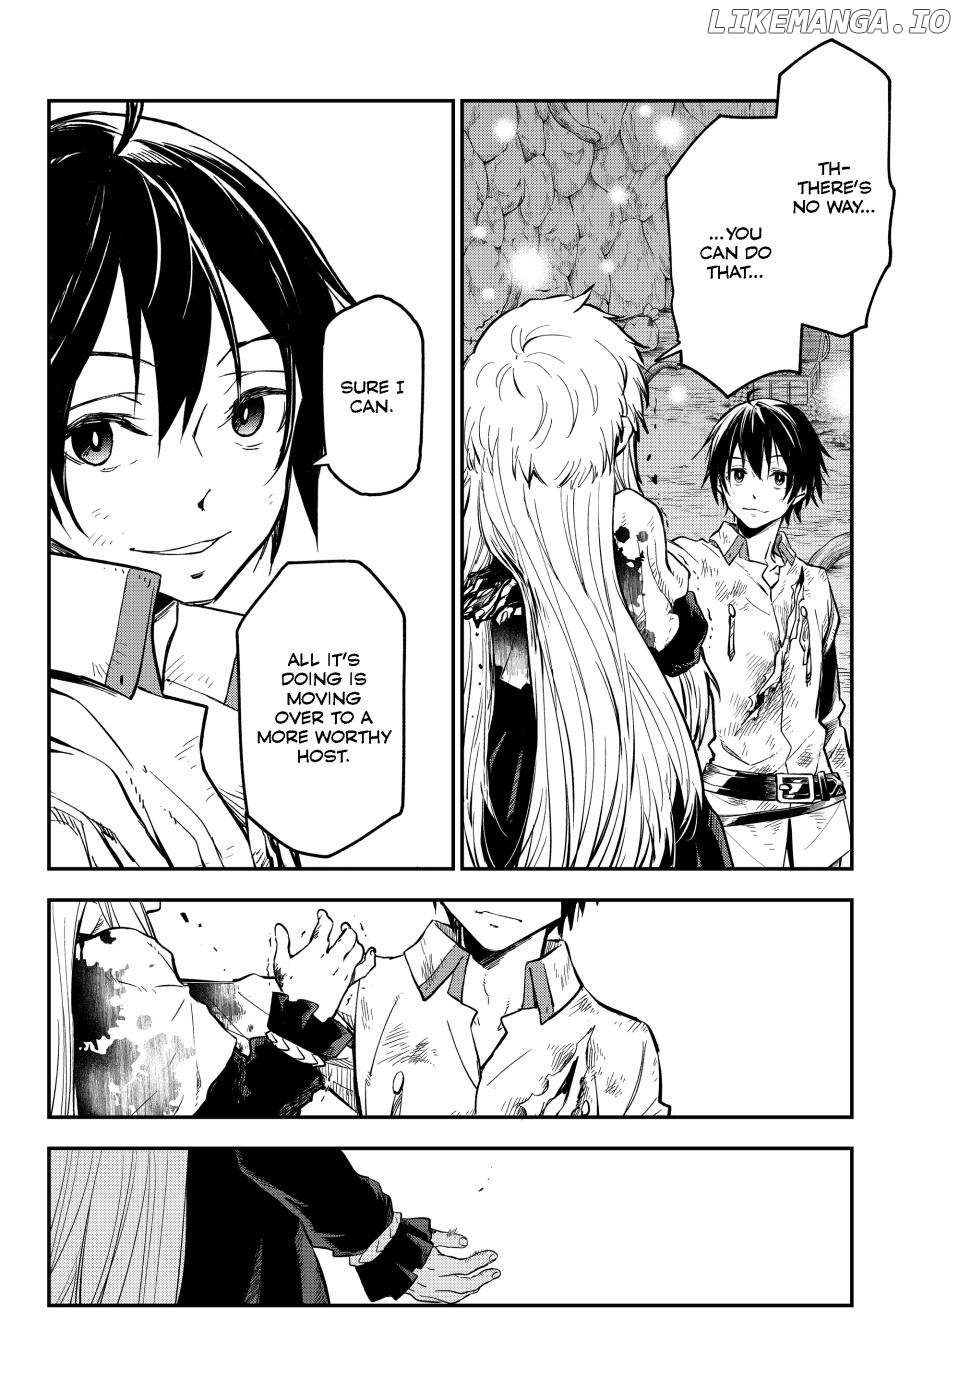 LIKEMANGA.IO
TH-
THERE'S
NO WAY...
...YOU
CAN DO
THAT...
SURE I
CAN.
ALL IT'S
DOING IS
MOVING
OVER TO A
MORE WORTHY
HOST.